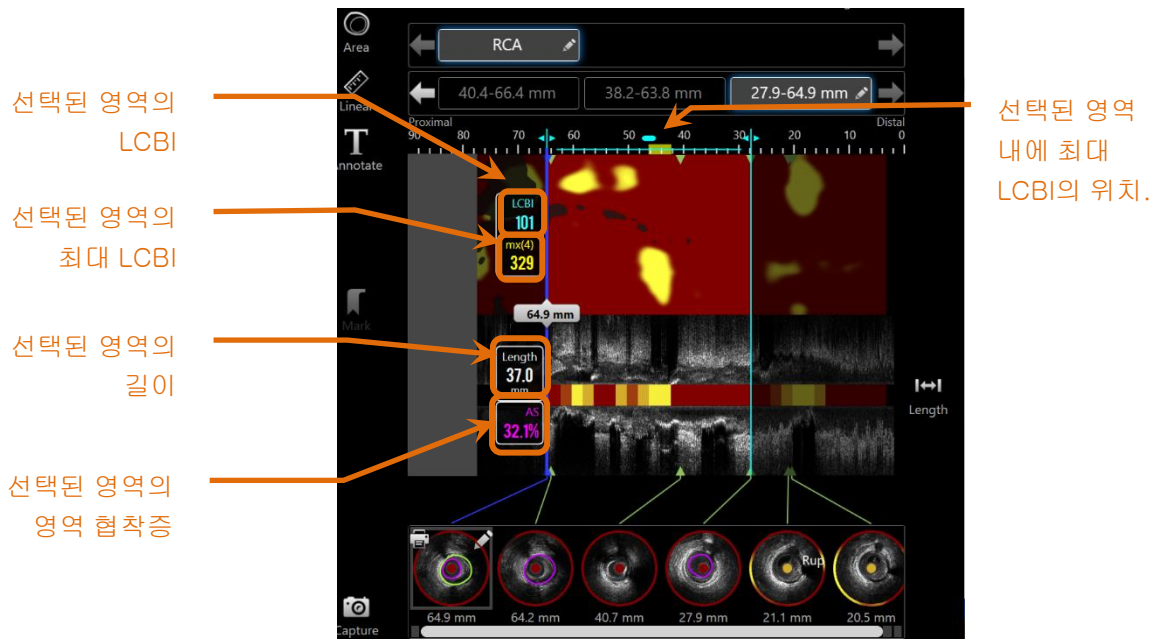 선택된 영역의
LCBI
선택된 영역의
최대 LCBI
선택된 영역의
길이
선택된 영역의
영역 협착증
Area
Linear
Annotate
Mark
Capture
RCA
40.4-66.4 mm 38.2-63.8 mm 27.9-64.9 mm
Proximal Distal
90 80 70 60 50 40 30 20 10 0
LCBI
101
mx(4)
329
64.9 mm
Length
37.0
mm
AS
32.1%
Length
Rup
64.9 mm 64.2 mm 40.7 mm 27.9 mm 21.1 mm 20.5 mm
선택된 영역
내에 최대
LCBI의 위치.